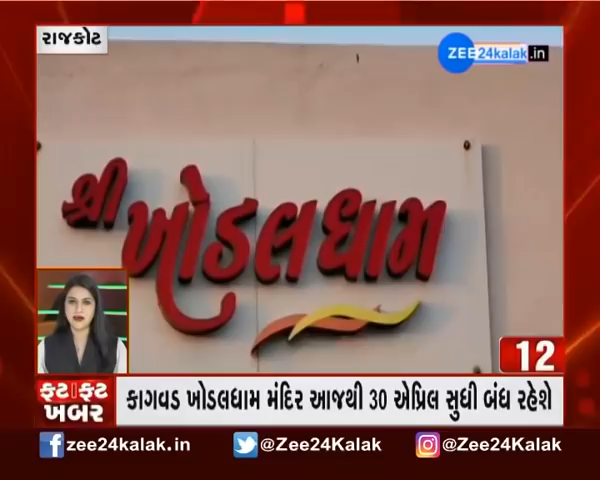 રાજકોટ
ZEE24kalak.in
શ્રી ખોડલધામ
12
ફટાફટ
ખબર
કાગવડ ખોડલધામ મંદિર આજથી 30 એપ્રિલ સુધી બંધ રહેશે
zee24kalak.in
@Zee24Kalak
@Zee24Kalak